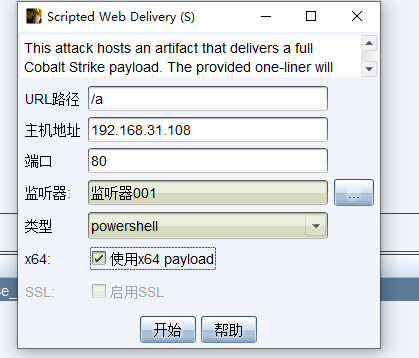 Scripted Web Delivery (S)
This attack hosts an artifact that delivers a full
Cobalt Strike payload. The provided one-liner will
URL路径 /a
主机地址 192.168.31.108
端口 80
监听器: 监听器001 ...
类型 powershell
x64: 使用x64 payload
SSL: 启用SSL
se_
开始 帮助